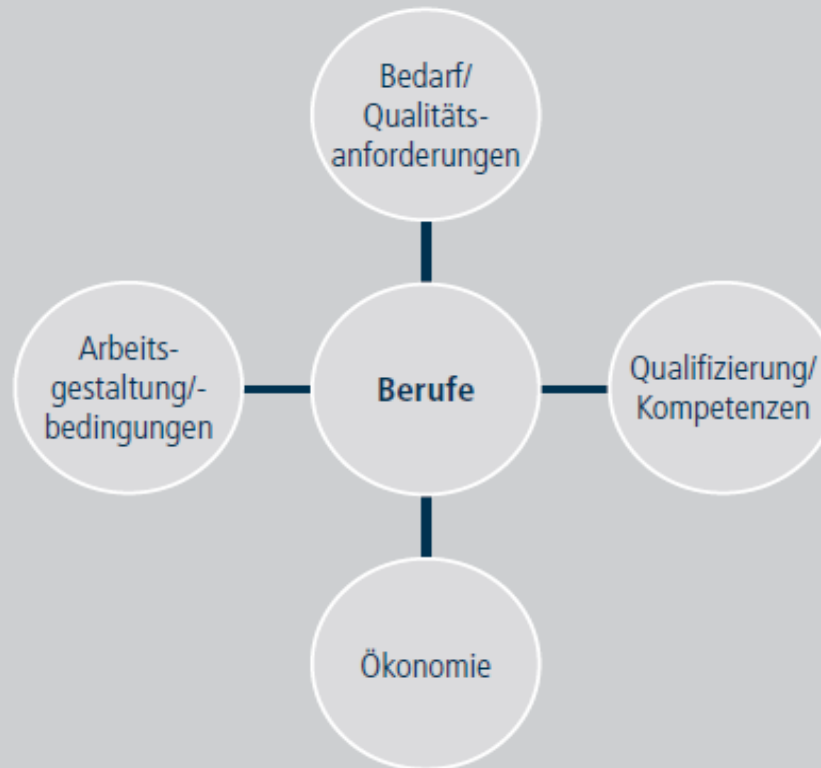 Bedarf/
Qualitäts-
anforderungen
Arbeits-
gestaltung/-
bedingungen
Berufe
Qualifizierung/
Kompetenzen
Ökonomie